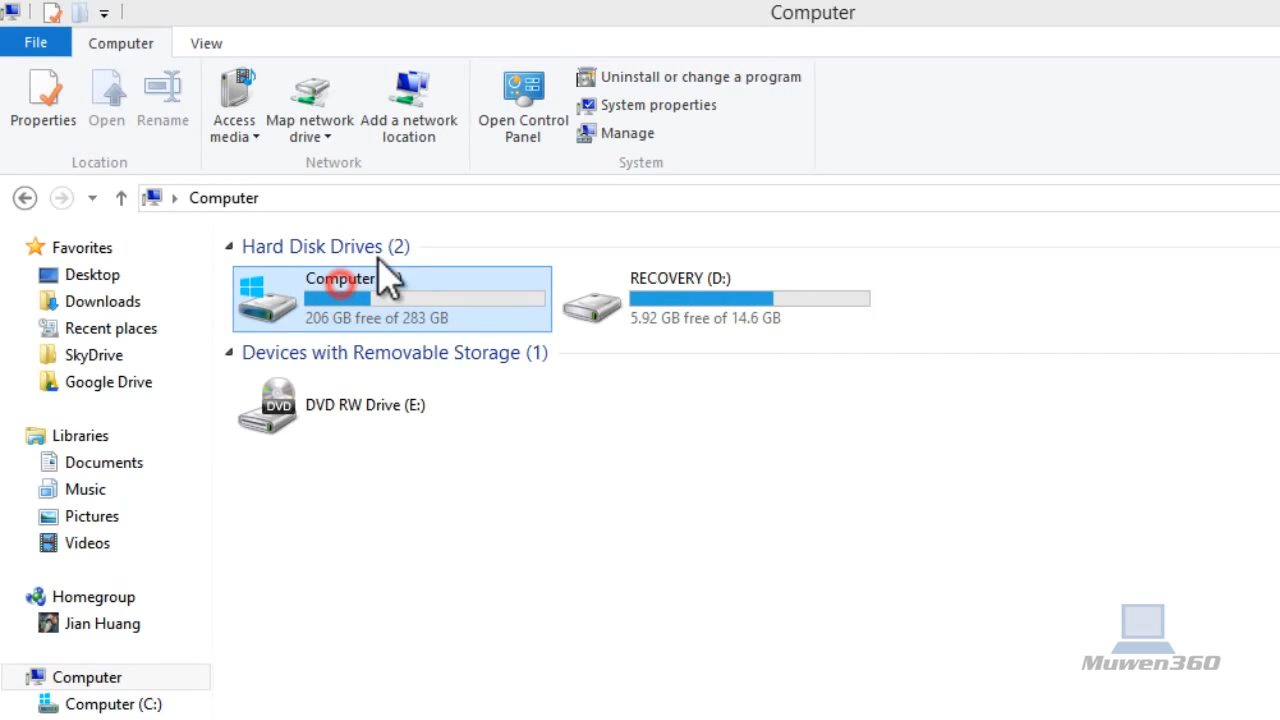 Computer
File
Computer
View
Properties
Open
Rename
Access media
Map network drive
Add a network location
Open Control Panel
Uninstall or change a program
System properties
Manage
Location
Network
System
Computer
Favorites
Desktop
Downloads
Recent places
SkyDrive
Google Drive
Libraries
Documents
Music
Pictures
Videos
Homegroup
Jian Huang
Computer
Computer (C:)
Hard Disk Drives (2)
Computer
206 GB free of 283 GB
RECOVERY (D:)
5.92 GB free of 14.6 GB
Devices with Removable Storage (1)
DVD
DVD RW Drive (E:)
Muwen360